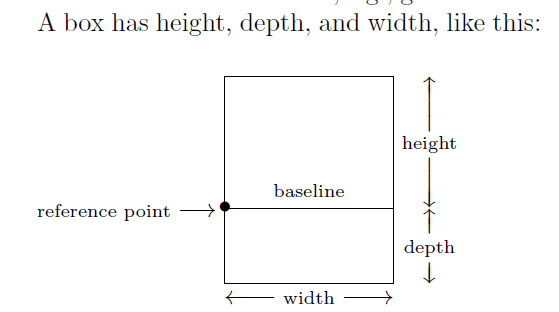 A box has height, depth, and width, like this:
height
baseline
reference point
depth
width